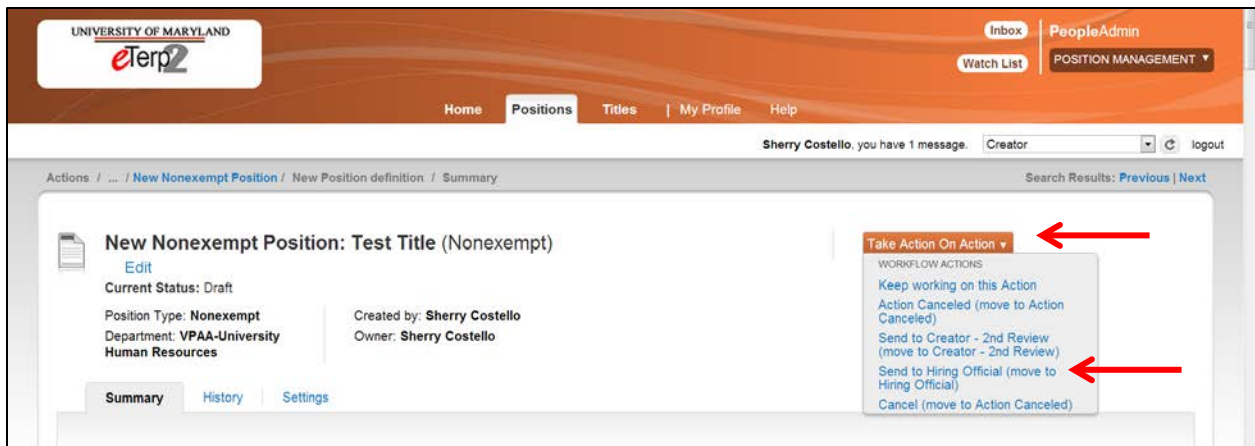 UNIVERSITY OF MARYLAND
eTerp2
Inbox
PeopleAdmin
Watch List
POSITION MANAGEMENT
Home Positions Titles | My Profile Help
Sherry Costello, you have 1 message. Creator logout
Actions / ... / New Nonexempt Position / New Position definition / Summary
Search Results: Previous | Next
New Nonexempt Position: Test Title (Nonexempt)
Edit
Current Status: Draft
Position Type: Nonexempt
Department: VPAA-University
Human Resources
Created by: Sherry Costello
Owner: Sherry Costello
Take Action On Action
WORKFLOW ACTIONS
Keep working on this Action
Action Canceled (move to Action
Canceled)
Send to Creator - 2nd Review
(move to Creator - 2nd Review)
Send to Hiring Official (move to
Hiring Official)
Cancel (move to Action Canceled)
Summary History Settings